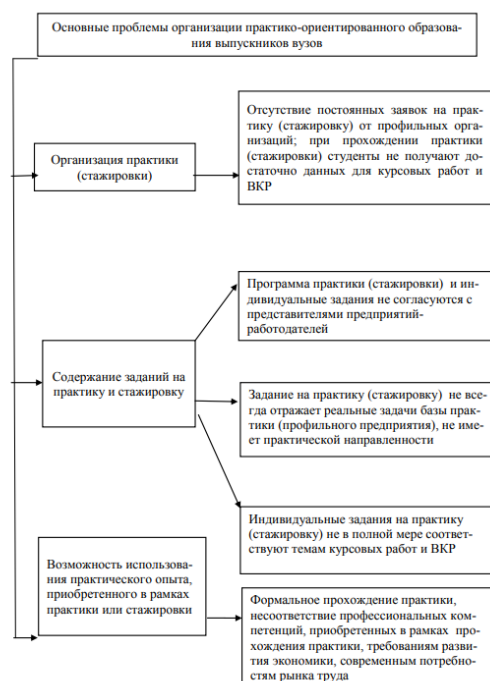 Основные проблемы организации практико-ориентированного образова-
ния выпускников вузов
Отсутствие постоянных заявок на прак-
тику (стажировку) от профильных орга-
низаций; при прохождении практики
(стажировки) студенты не получают до-
статочно данных для курсовых работ и
ВКР
Организация практики
(стажировки)
Программа практики (стажировки) и ин-
дивидуальные задания не согласуются с
представителями предприятий-
работодателей
Содержание заданий на
практику и стажировку
Задание на практику (стажировку) не все-
гда отражает реальные задачи базы прак-
тики (профильного предприятия), не име-
ет практической направленности
Индивидуальные задания на практику
(стажировку) не в полной мере соответ-
ствуют темам курсовых работ и ВКР
Возможность использова-
ния практического опыта,
приобретенного в рамках
практики или стажировки
Формальное прохождение практики,
несоответствие профессиональных ком-
петенций, приобретенных в рамках про-
хождения практики, требованиям разви
тия экономики, современным потребно-
стям рынка труда